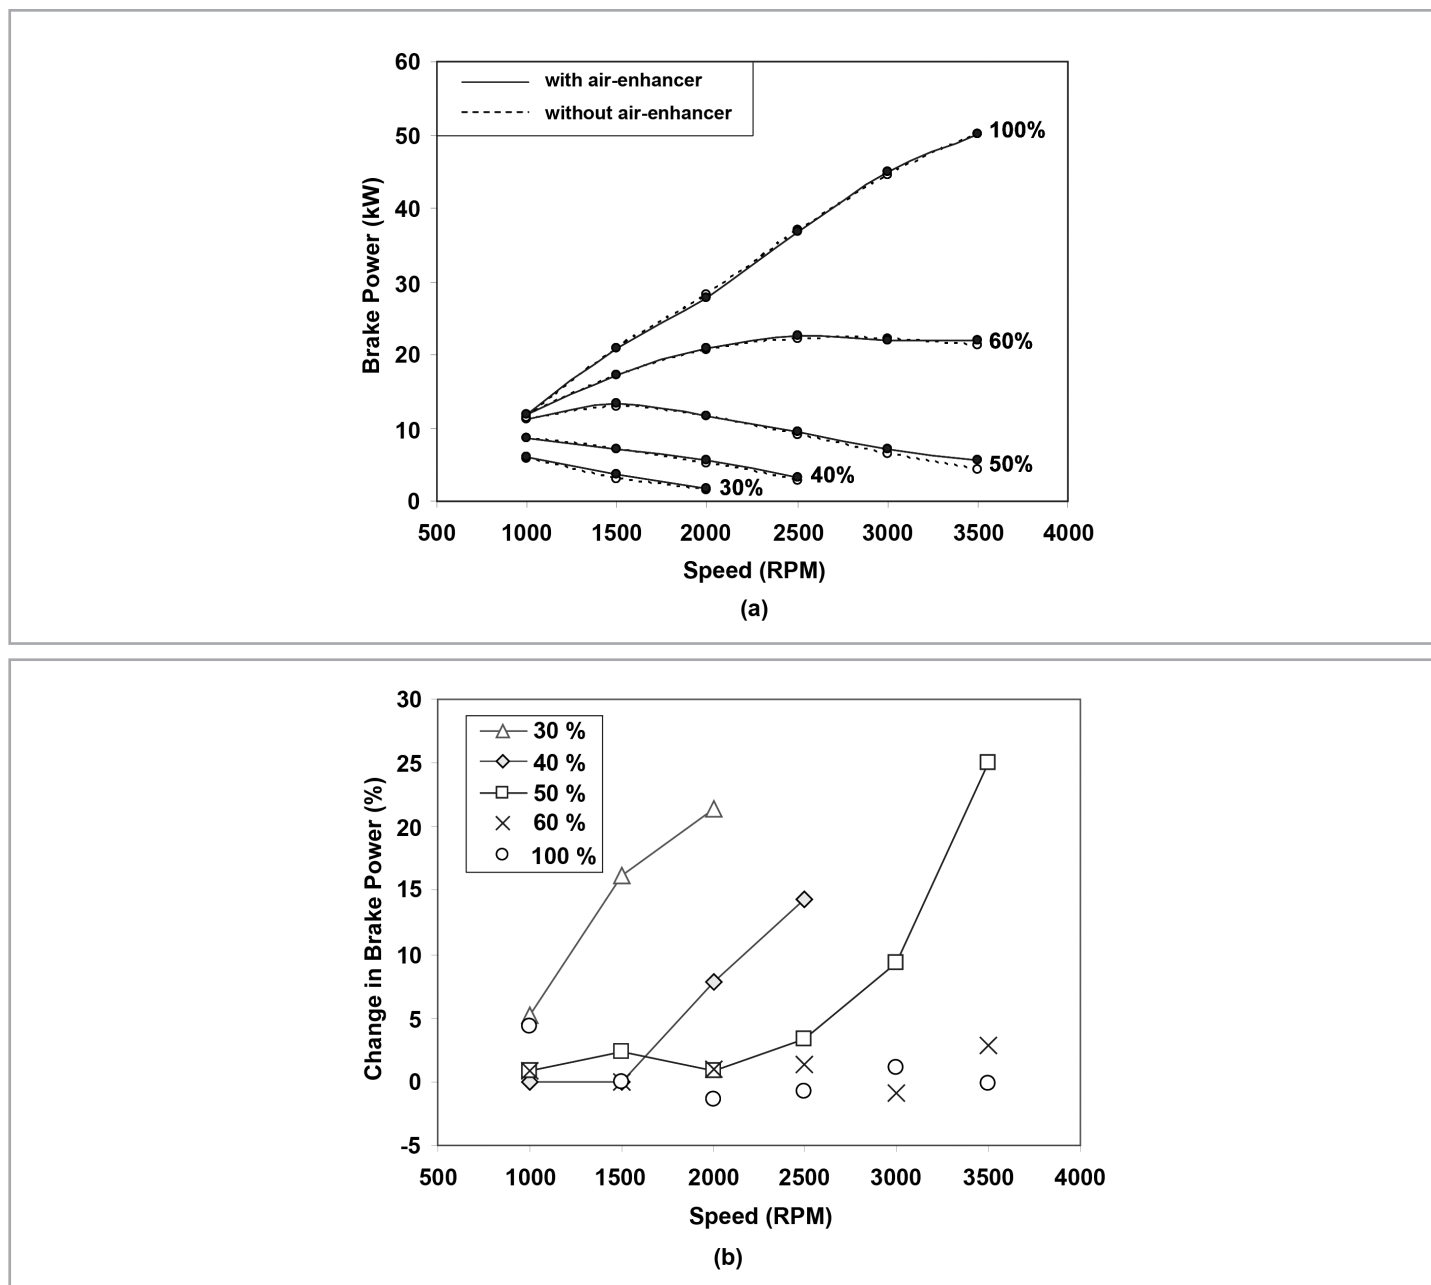 60
with air-enhancer
without air-enhancer
50
100%
40
30
60%
20
10
50%
40%
30%
0
500 1000 1500 2000 2500 3000 3500 4000
Brake Power (kW)
Speed (RPM)
(a)
30
30 %
25
40 %
50 %
20
60 %
100 %
15
10
5
0
-5
500 1000 1500 2000 2500 3000 3500 4000
Change in Brake Power (%)
Speed (RPM)
(b)